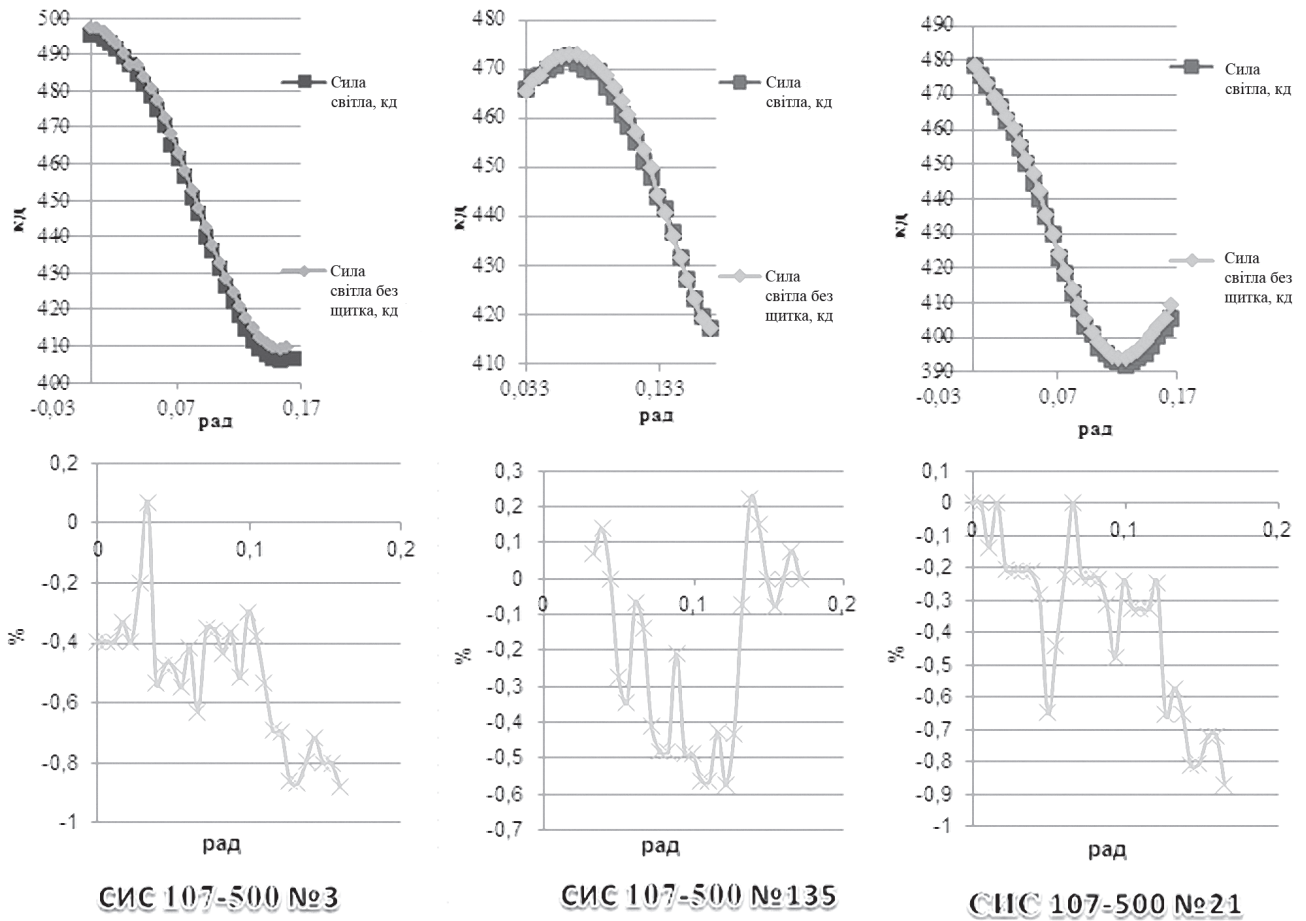 500
490
480
470
460
450
440
430
420
410
400
-0,03
0,07
0,17
кд
рад
Сила
світла, кд
Сила
світла без
щитка, кд
480
470
460
450
440
430
420
410
0,033
0,133
кд
рад
Сила
світла, кд
Сила
світла без
щитка, кд
490
480
470
460
450
440
430
420
410
400
390
-0,03
0,07
0,17
кд
рад
Сила
світла, кд
Сила
світла без
щитка, кд
0,2
0
-0,2
-0,4
-0,6
-0,8
-1
0
0,1
0,2
%
рад
0,3
0,2
0,1
0
-0,1
-0,2
-0,3
-0,4
-0,5
-0,6
-0,7
0
0,1
0,2
%
рад
0,1
0
-0,1
-0,2
-0,3
-0,4
-0,5
-0,6
-0,7
-0,8
-0,9
-1
0
0,1
0,2
%
рад
СИС 107-500 №3
СИС 107-500 №135
СИС 107-500 №21